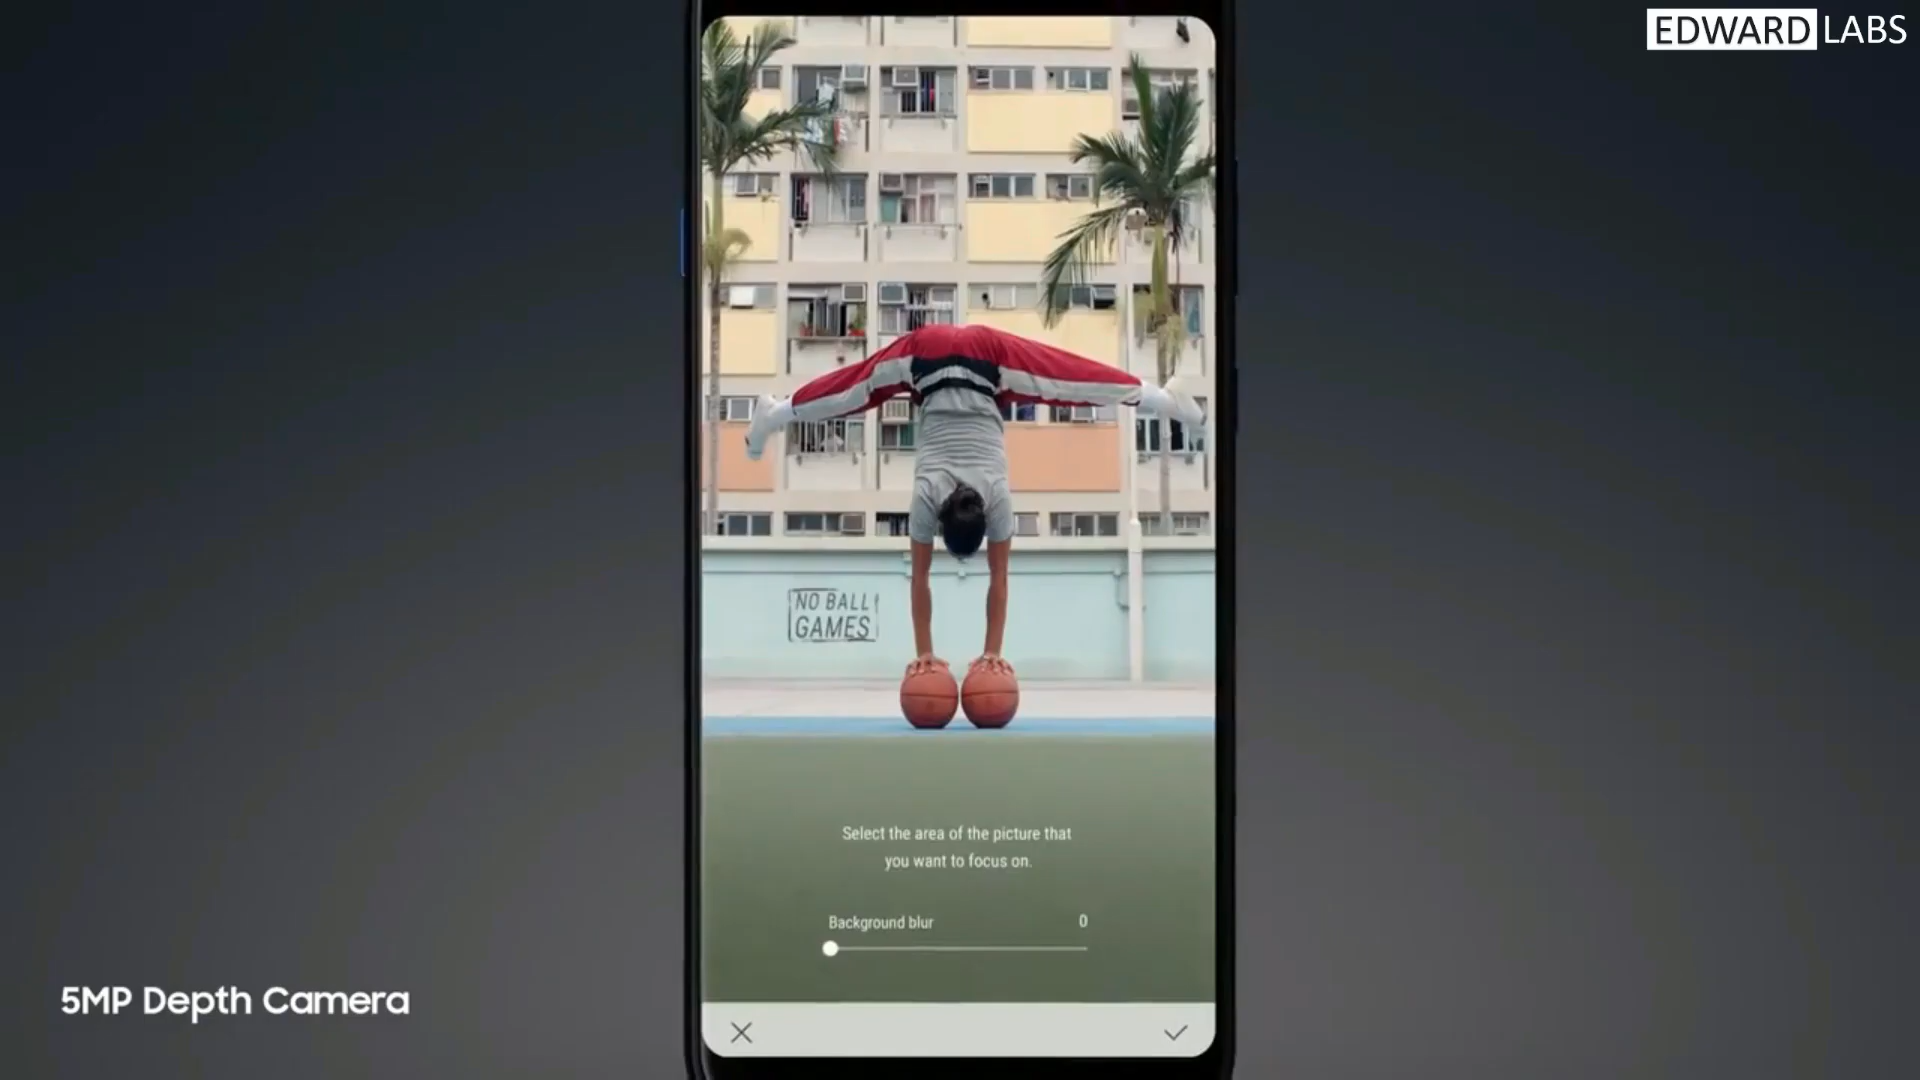 EDWARD LABS
NO BALL
GAMES
Select the area of the picture that
you want to focus on.
Background blur 0
5MP Depth Camera